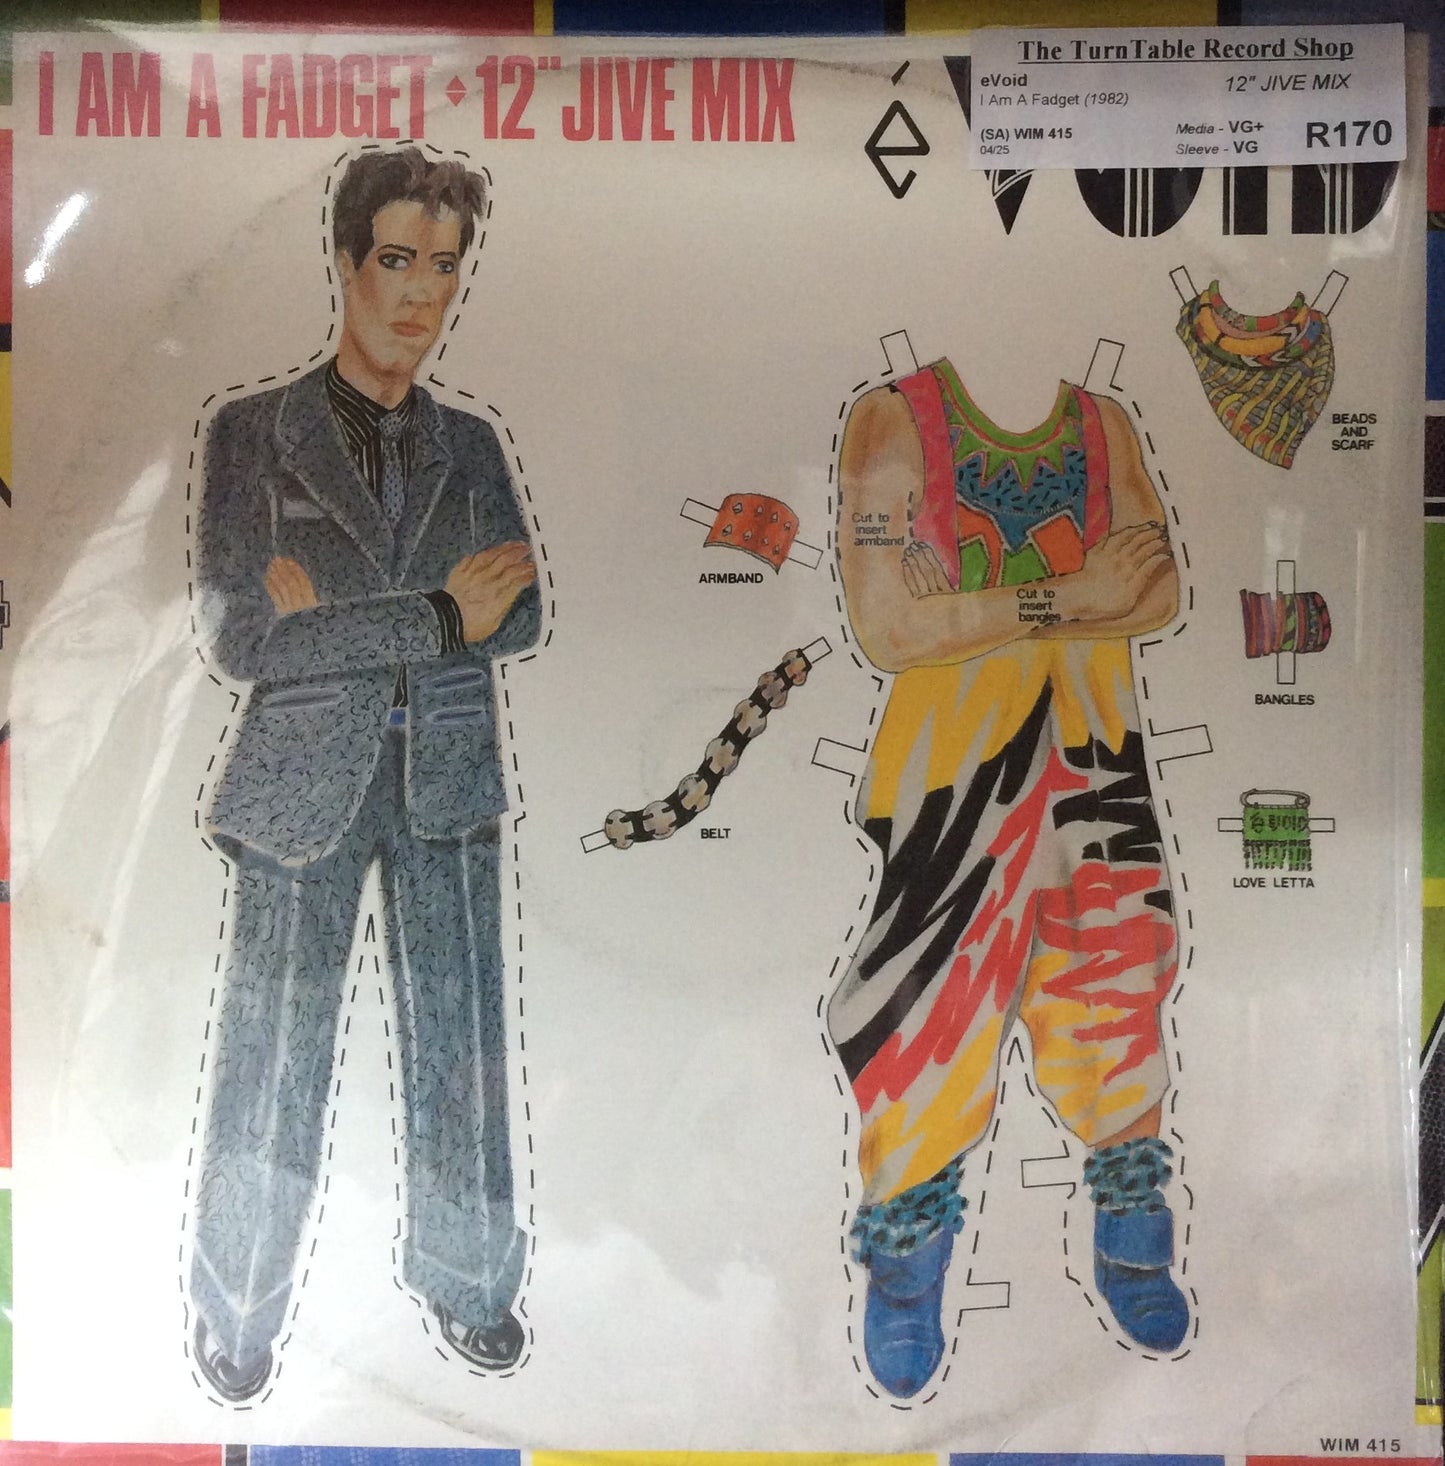 I AM A FADGET 12" JIVE MIX
éVOID
The TurnTable Record Shop
eVoid 12" JIVE MIX
I Am A Fadget (1982)
(SA) WIM 415 Media - VG+ R170
04/25 Sleeve - VG
BEADS
AND
SCARF
Cut to
insert
armband
ARMBAND
Cut to
insert
bangles
BANGLES
BELT
é VOID
LOVE LETTA
WIM 415